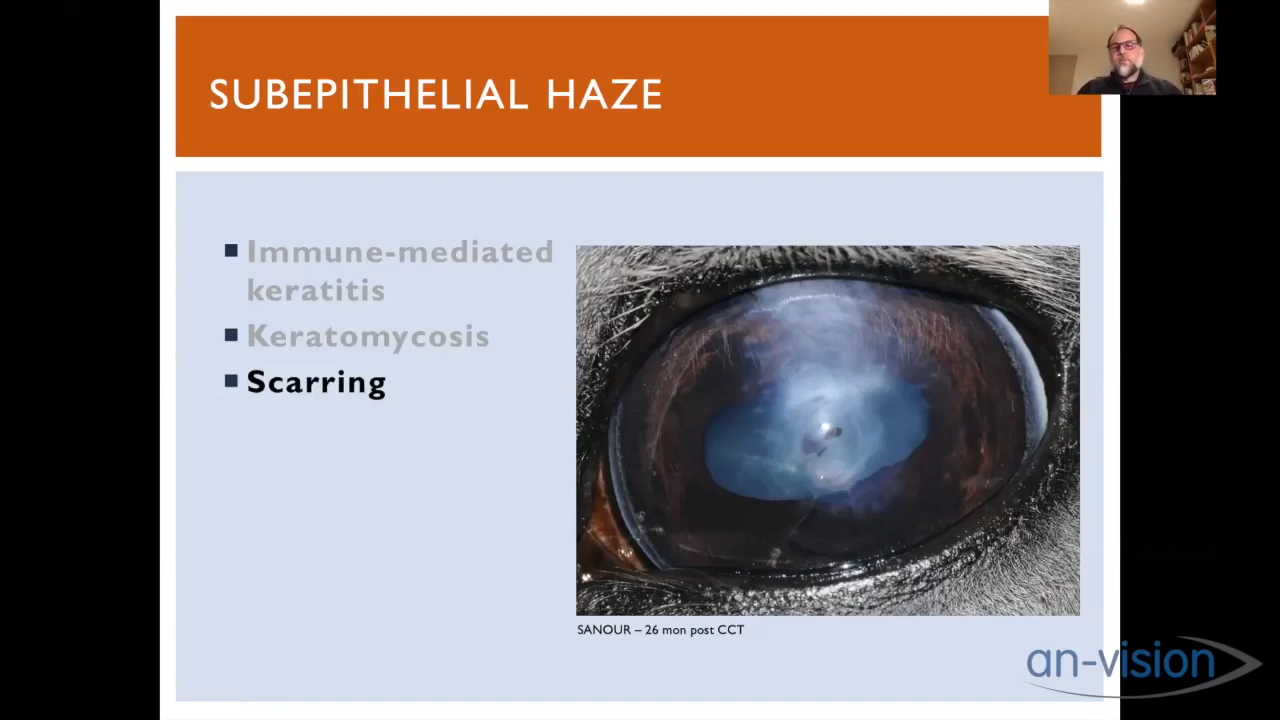 SUBEPITHELIAL HAZE
Immune-mediated
keratitis
Keratomycosis
Scarring
SANOUR – 26 mon post CCT
an-vision